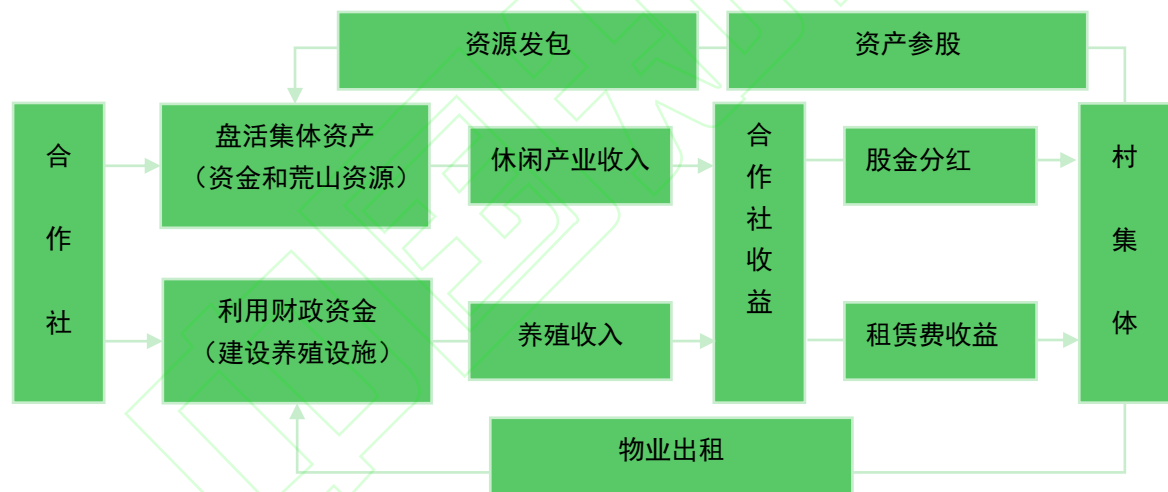 资源发包
资产参股
合作社
盘活集体资产
（资金和荒山资源）
休闲产业收入
合作社收益
股金分红
村集体
利用财政资金
（建设养殖设施）
养殖收入
租赁费收益
物业出租